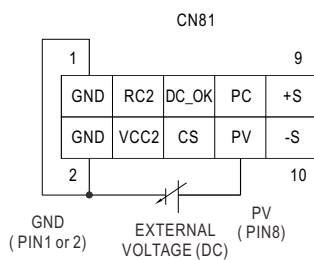 CN81
1 9
GND RC2 DC_OK PC +S
GND VCC2 CS PV -S
2 10
GND
( PIN1 or 2)
EXTERNAL
VOLTAGE (DC)
PV
( PIN8)